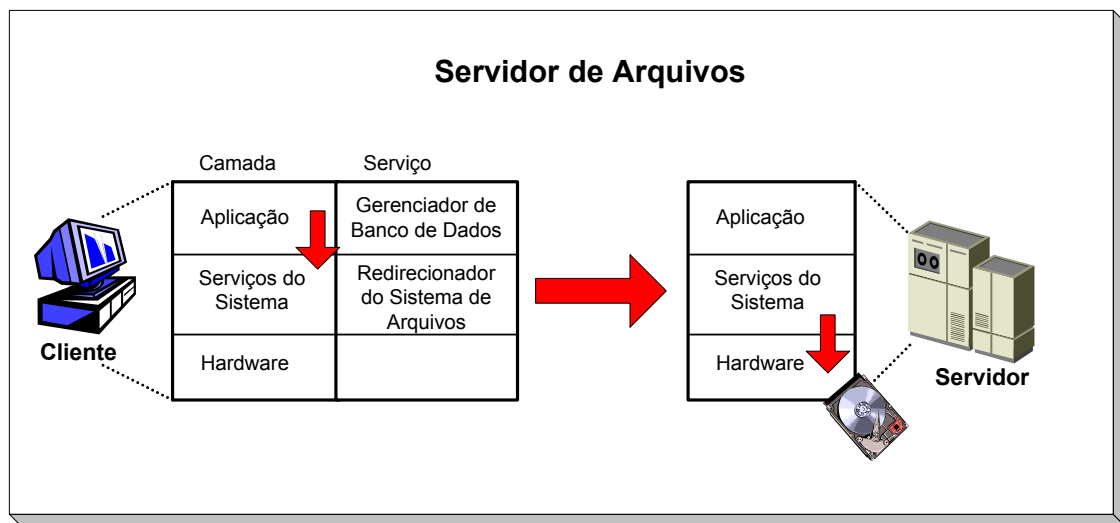 Servidor de Arquivos
Camada
Serviço
Aplicação
Gerenciador de
Banco de Dados
Serviços do
Sistema
Redirecionador
do Sistema de
Arquivos
Hardware
Cliente
Aplicação
Serviços do
Sistema
Hardware
Servidor